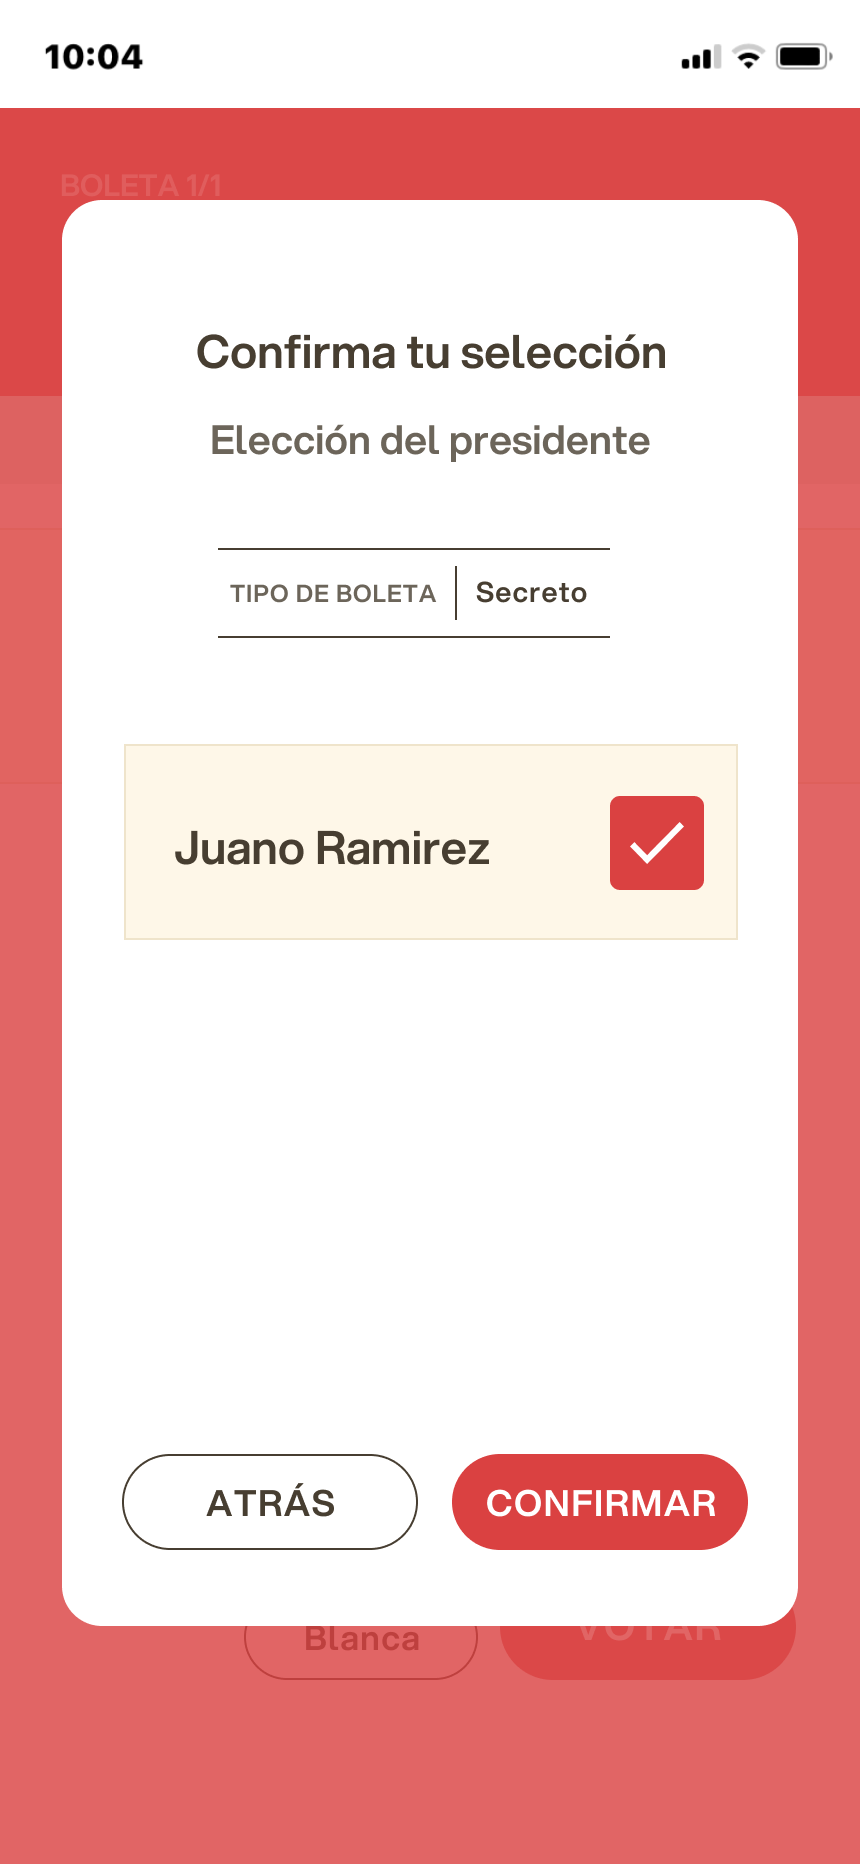 10:04
BOLETA 1/1
Confirma tu selección
Elección del presidente
TIPO DE BOLETA Secreto
Juano Ramirez
ATRÁS CONFIRMAR
Blanca VOTAR